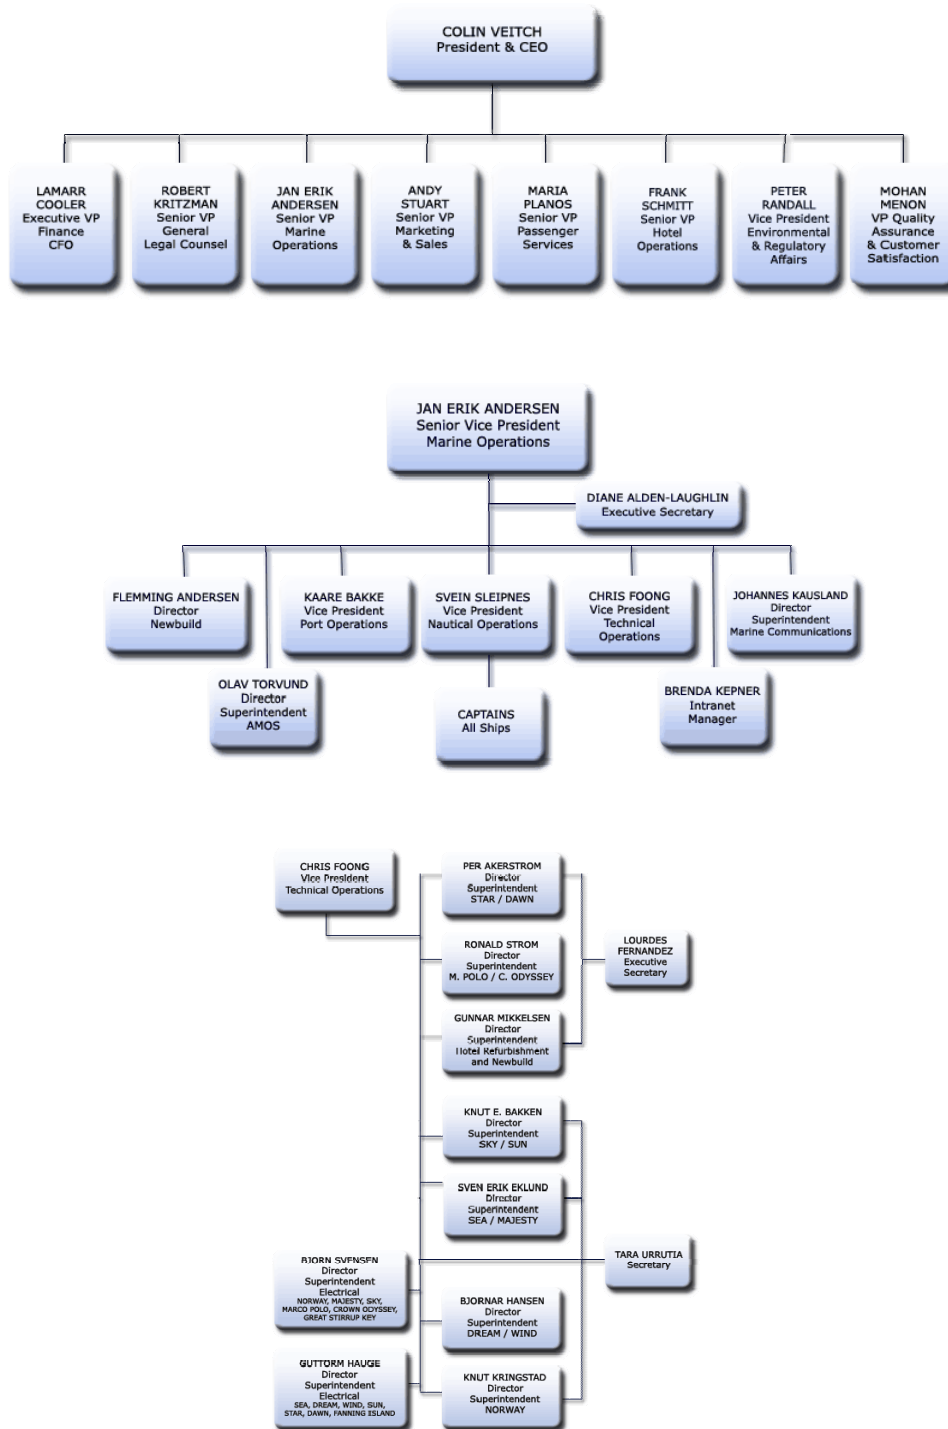 COLIN VEITCH
President & CEO
LAMARR
COOLER
Executive VP
Finance
CFO
ROBERT
KRITZMAN
Senior VP
General
Legal Counsel
JAN ERIK
ANDERSEN
Senior VP
Marine
Operations
ANDY
STUART
Senior VP
Marketing
& Sales
MARIA
PLANOS
Senior VP
Passenger
Services
FRANK
SCHMITT
Senior VP
Hotel
Operations
PETER
RANDALL
Vice President
Environmental
& Regulatory
Affairs
MOHAN
MENON
VP Quality
Assurance
& Customer
Satisfaction
JAN ERIK ANDERSEN
Senior Vice President
Marine Operations
DIANE ALDEN-LAUGHLIN
Executive Secretary
FLEMMING ANDERSEN
Director
Newbuild
KAARE BAKKE
Vice President
Port Operations
SVEIN SLEIPNES
Vice President
Nautical Operations
CHRIS FOONG
Vice President
Technical
Operations
JOHANNES KAUSLAND
Director
Superintendent
Marine Communications
OLAV TORVUND
Director
Superintendent
AMOS
CAPTAINS
All Ships
BRENDA KEPNER
Intranet
Manager
CHRIS FOONG
Vice President
Technical Operations
PER AKERSTROM
Director
Superintendent
STAR / DAWN
RONALD STROM
Director
Superintendent
M. POLO / C. ODYSSEY
LOURDES
FERNANDEZ
Executive
Secretary
GUNNAR MIKKELSEN
Director
Superintendent
Hotel Refurbishment
and Newbuild
KNUT E. BAKKEN
Director
Superintendent
SKY / SUN
SVEN ERIK EKLUND
Director
Superintendent
SEA / MAJESTY
BJORN SVENSEN
Director
Superintendent
Electrical
NORWAY, MAJESTY, SKY,
MARCO POLO, CROWN ODYSSEY,
GREAT STIRRUP KEY
TARA URRUTIA
Secretary
BJORNAR HANSEN
Director
Superintendent
DREAM / WIND
GUTTORM HAUGE
Director
Superintendent
Electrical
SEA, DREAM, WIND, SUN,
STAR, DAWN, FANNING ISLAND
KNUT KRINGSTAD
Director
Superintendent
NORWAY